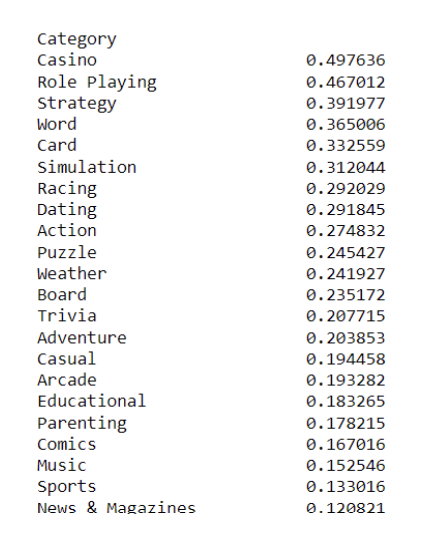 Category
Casino 0.497636
Role Playing 0.467012
Strategy 0.391977
Word 0.365006
Card 0.332559
Simulation 0.312044
Racing 0.292029
Dating 0.291845
Action 0.274832
Puzzle 0.245427
Weather 0.241927
Board 0.235172
Trivia 0.207715
Adventure 0.203853
Casual 0.194458
Arcade 0.193282
Educational 0.183265
Parenting 0.178215
Comics 0.167016
Music 0.152546
Sports 0.133016
News & Magazines 0.120821